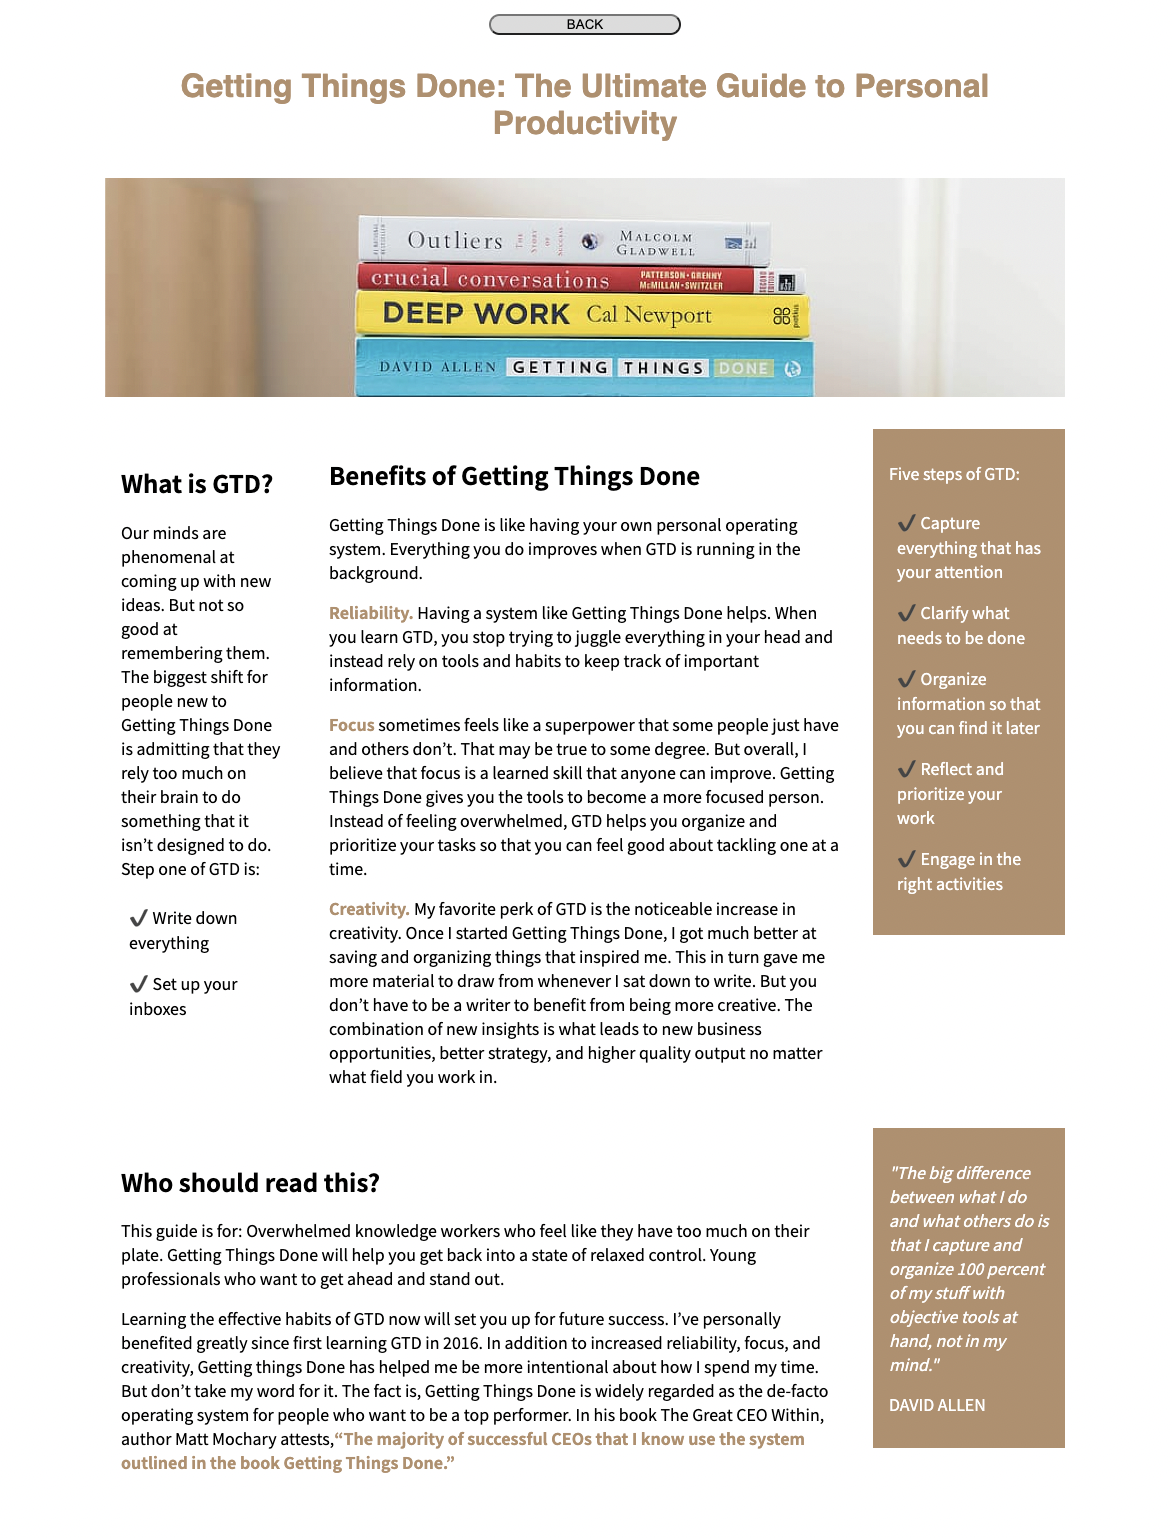 BACK
Getting Things Done: The Ultimate Guide to Personal
Productivity
Outliers THE STORY OF SUCCESS MALCOLM GLADWELL
crucial conversations PATTERSON · GRENNY McMILLAN · SWITZLER SECOND EDITION
DEEP WORK Cal Newport piatkus
DAVID ALLEN GETTING THINGS DONE
What is GTD?
Our minds are
phenomenal at
coming up with new
ideas. But not so
good at
remembering them.
The biggest shift for
people new to
Getting Things Done
is admitting that they
rely too much on
their brain to do
something that it
isn’t designed to do.
Step one of GTD is:
✔ Write down
everything
✔ Set up your
inboxes
Benefits of Getting Things Done
Getting Things Done is like having your own personal operating
system. Everything you do improves when GTD is running in the
background.
Reliability. Having a system like Getting Things Done helps. When
you learn GTD, you stop trying to juggle everything in your head and
instead rely on tools and habits to keep track of important
information.
Focus sometimes feels like a superpower that some people just have
and others don’t. That may be true to some degree. But overall, I
believe that focus is a learned skill that anyone can improve. Getting
Things Done gives you the tools to become a more focused person.
Instead of feeling overwhelmed, GTD helps you organize and
prioritize your tasks so that you can feel good about tackling one at a
time.
Creativity. My favorite perk of GTD is the noticeable increase in
creativity. Once I started Getting Things Done, I got much better at
saving and organizing things that inspired me. This in turn gave me
more material to draw from whenever I sat down to write. But you
don’t have to be a writer to benefit from being more creative. The
combination of new insights is what leads to new business
opportunities, better strategy, and higher quality output no matter
what field you work in.
Five steps of GTD:
✔ Capture
everything that has
your attention
✔ Clarify what
needs to be done
✔ Organize
information so that
you can find it later
✔ Reflect and
prioritize your
work
✔ Engage in the
right activities
Who should read this?
This guide is for: Overwhelmed knowledge workers who feel like they have too much on their
plate. Getting Things Done will help you get back into a state of relaxed control. Young
professionals who want to get ahead and stand out.
Learning the effective habits of GTD now will set you up for future success. I’ve personally
benefited greatly since first learning GTD in 2016. In addition to increased reliability, focus, and
creativity, Getting things Done has helped me be more intentional about how I spend my time.
But don’t take my word for it. The fact is, Getting Things Done is widely regarded as the de-facto
operating system for people who want to be a top performer. In his book The Great CEO Within,
author Matt Mochary attests,“The majority of successful CEOs that I know use the system
outlined in the book Getting Things Done.”
"The big difference
between what I do
and what others do is
that I capture and
organize 100 percent
of my stuff with
objective tools at
hand, not in my
mind."
DAVID ALLEN